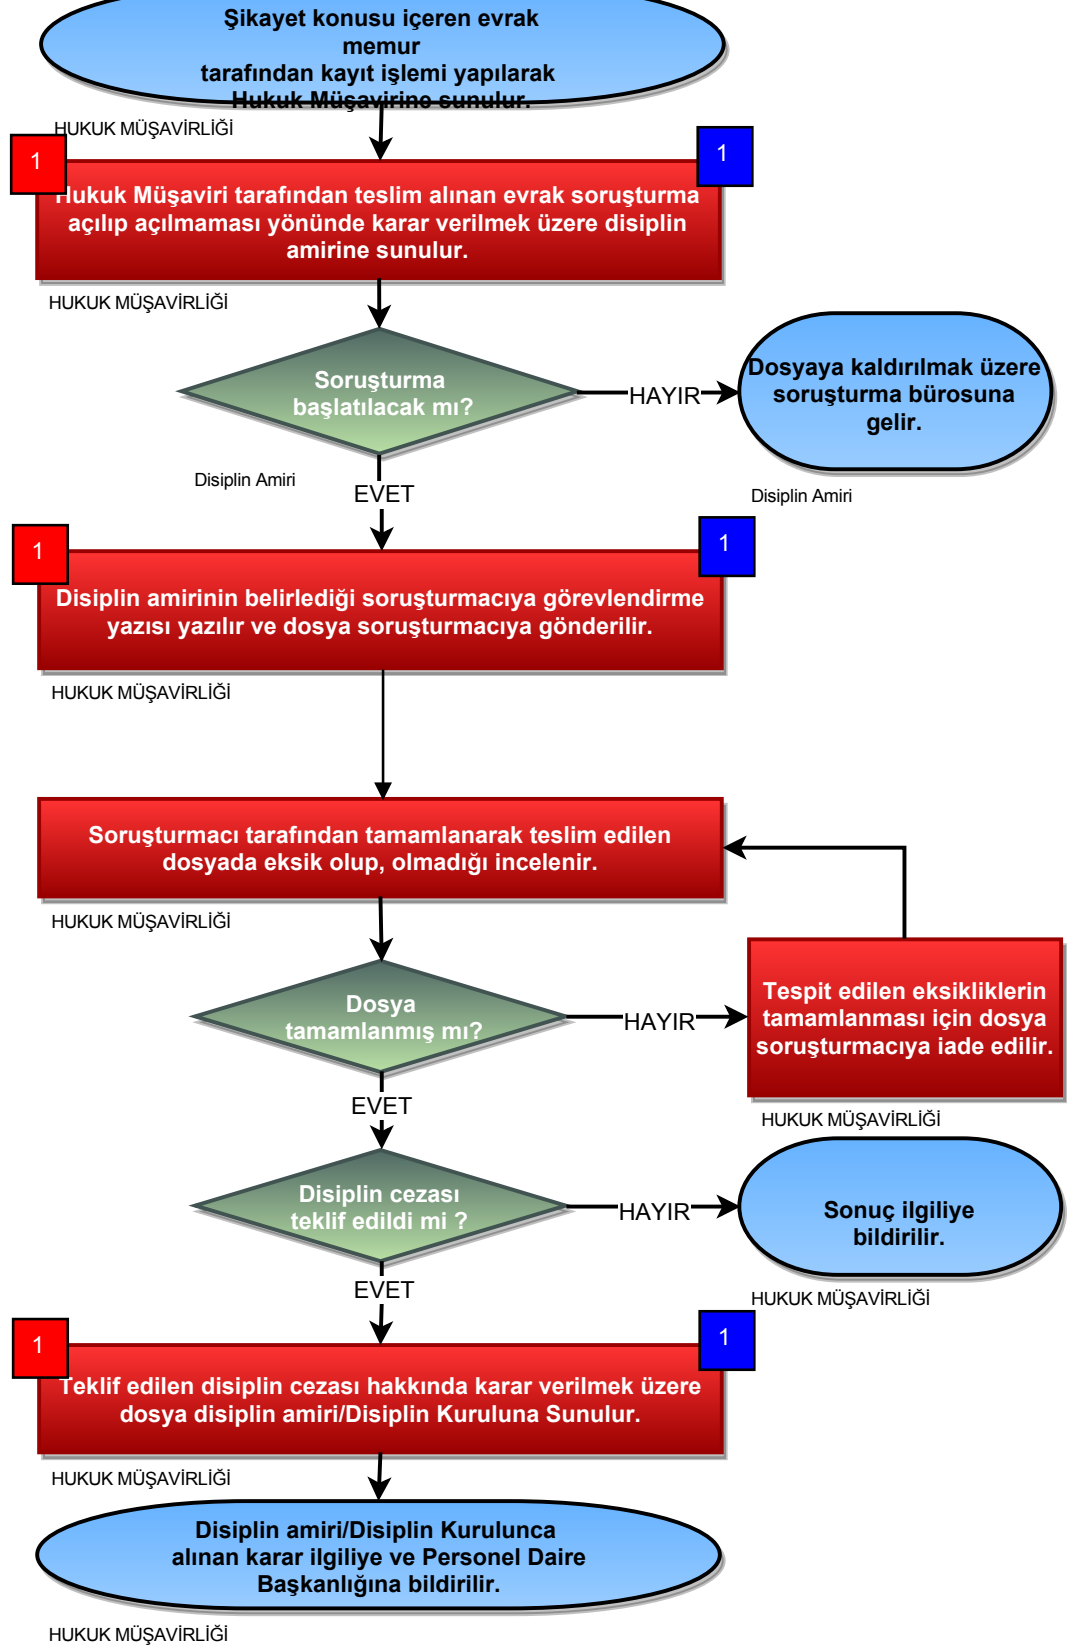 Şikayet konusu içeren evrak
memur
tarafından kayıt işlemi yapılarak
Hukuk Müşavirine sunulur.
HUKUK MÜŞAVİRLİĞİ
1
1
Hukuk Müşaviri tarafından teslim alınan evrak soruşturma
açılıp açılmaması yönünde karar verilmek üzere disiplin
amirine sunulur.
HUKUK MÜŞAVİRLİĞİ
Soruşturma
başlatılacak mı?
HAYIR
Dosyaya kaldırılmak üzere
soruşturma bürosuna
gelir.
Disiplin Amiri
EVET
Disiplin Amiri
1
1
Disiplin amirinin belirlediği soruşturmacıya görevlendirme
yazısı yazılır ve dosya soruşturmacıya gönderilir.
HUKUK MÜŞAVİRLİĞİ
Soruşturmacı tarafından tamamlanarak teslim edilen
dosyada eksik olup, olmadığı incelenir.
HUKUK MÜŞAVİRLİĞİ
Dosya
tamamlanmış mı?
HAYIR
Tespit edilen eksikliklerin
tamamlanması için dosya
soruşturmacıya iade edilir.
EVET
HUKUK MÜŞAVİRLİĞİ
Disiplin cezası
teklif edildi mi ?
HAYIR
Sonuç ilgiliye
bildirilir.
EVET
HUKUK MÜŞAVİRLİĞİ
1
1
Teklif edilen disiplin cezası hakkında karar verilmek üzere
dosya disiplin amiri/Disiplin Kuruluna Sunulur.
HUKUK MÜŞAVİRLİĞİ
Disiplin amiri/Disiplin Kurulunca
alınan karar ilgiliye ve Personel Daire
Başkanlığına bildirilir.
HUKUK MÜŞAVİRLİĞİ